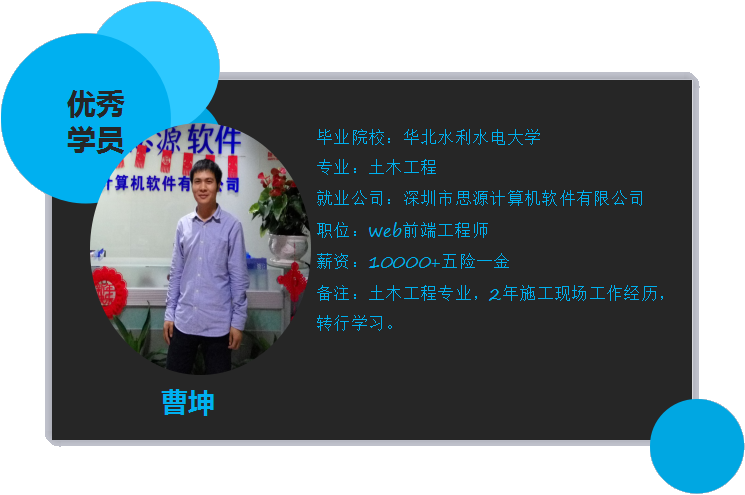 优秀
学员
思源软件
计算机软件有限公司
毕业院校：华北水利水电大学
专业：土木工程
就业公司：深圳市思源计算机软件有限公司
职位：web前端工程师
薪资：10000+五险一金
备注：土木工程专业，2年施工现场工作经历，
转行学习。
曹坤